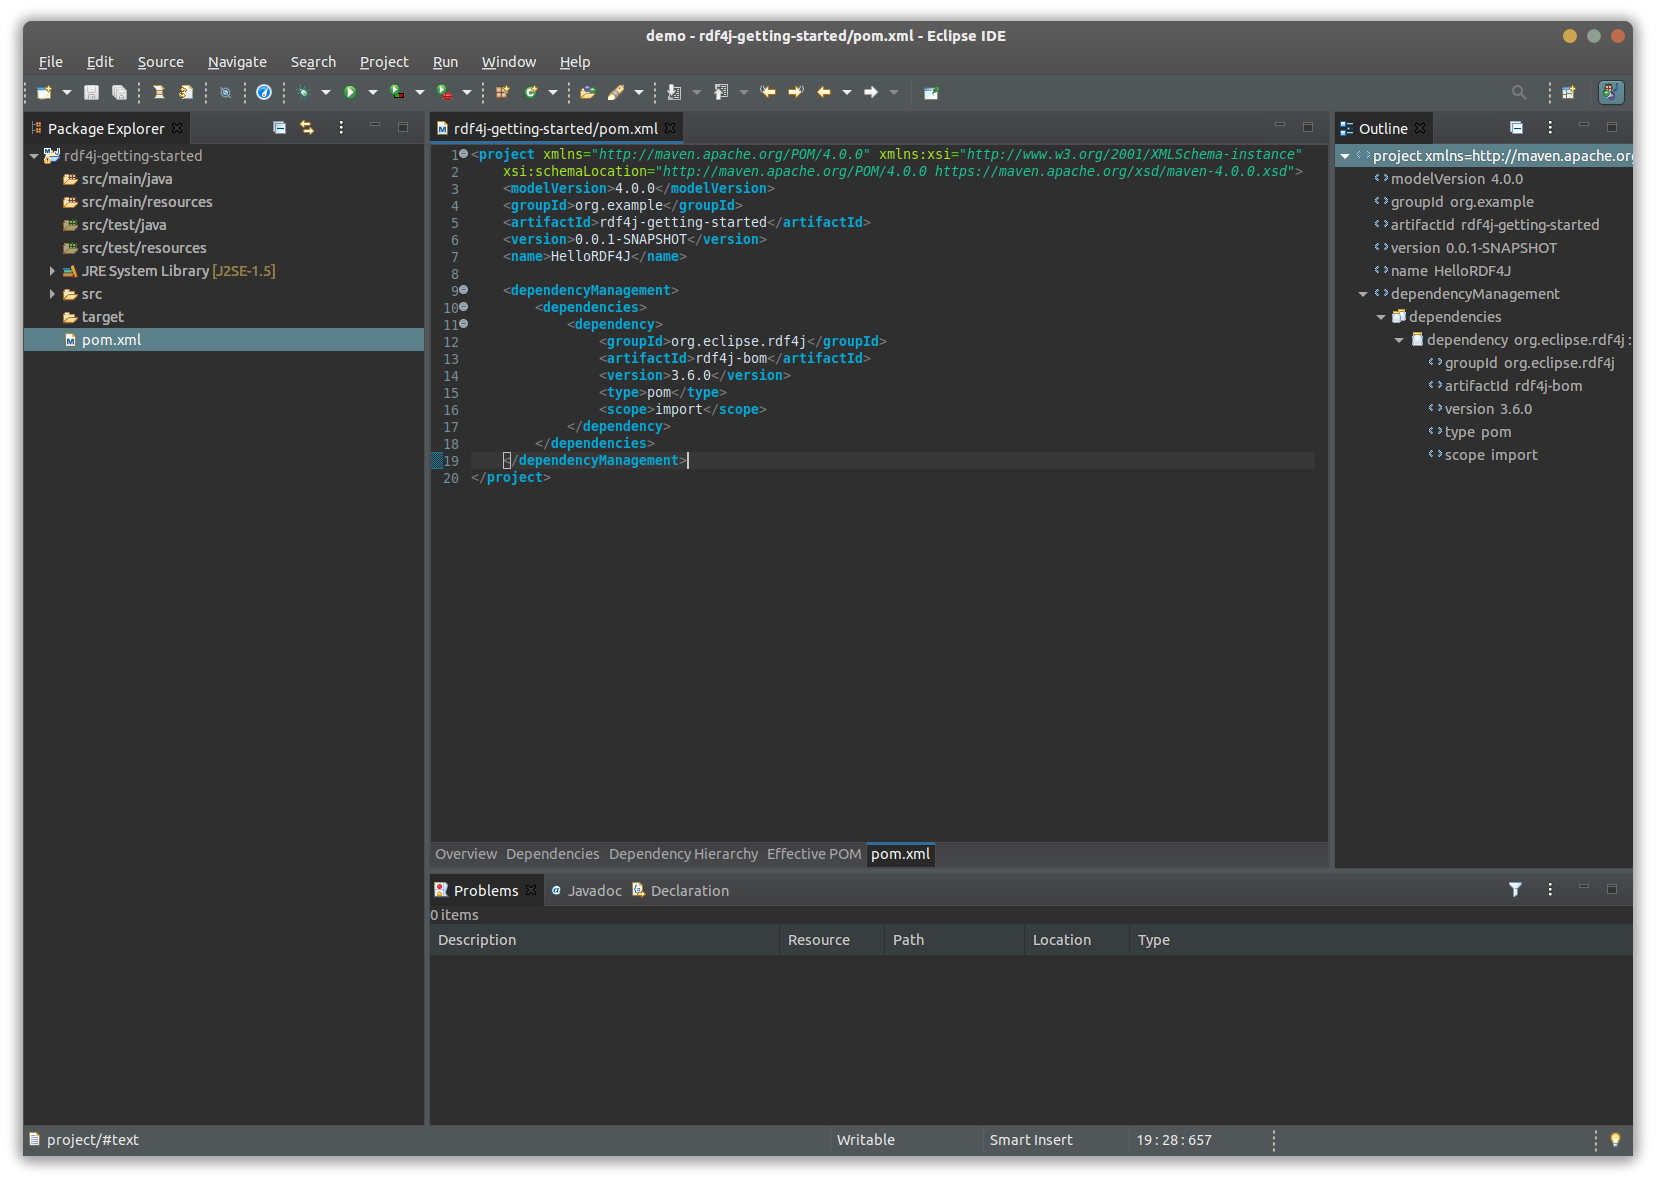 demo - rdf4j-getting-started/pom.xml - Eclipse IDE
File Edit Source Navigate Search Project Run Window Help
Package Explorer
rdf4j-getting-started
src/main/java
src/main/resources
src/test/java
src/test/resources
JRE System Library [J2SE-1.5]
src
target
pom.xml
rdf4j-getting-started/pom.xml
1 <project xmlns="http://maven.apache.org/POM/4.0.0" xmlns:xsi="http://www.w3.org/2001/XMLSchema-instance"
2 xsi:schemaLocation="http://maven.apache.org/POM/4.0.0 https://maven.apache.org/xsd/maven-4.0.0.xsd">
3 <modelVersion>4.0.0</modelVersion>
4 <groupId>org.example</groupId>
5 <artifactId>rdf4j-getting-started</artifactId>
6 <version>0.0.1-SNAPSHOT</version>
7 <name>HelloRDF4J</name>
8
9 <dependencyManagement>
10 <dependencies>
11 <dependency>
12 <groupId>org.eclipse.rdf4j</groupId>
13 <artifactId>rdf4j-bom</artifactId>
14 <version>3.6.0</version>
15 <type>pom</type>
16 <scope>import</scope>
17 </dependency>
18 </dependencies>
19 </dependencyManagement>
20 </project>
Overview Dependencies Dependency Hierarchy Effective POM pom.xml
Outline
project xmlns=http://maven.apache.org
modelVersion 4.0.0
groupId org.example
artifactId rdf4j-getting-started
version 0.0.1-SNAPSHOT
name HelloRDF4J
dependencyManagement
dependencies
dependency org.eclipse.rdf4j :
groupId org.eclipse.rdf4j
artifactId rdf4j-bom
version 3.6.0
type pom
scope import
Problems Javadoc Declaration
0 items
Description Resource Path Location Type
project/#text Writable Smart Insert 19 : 28 : 657